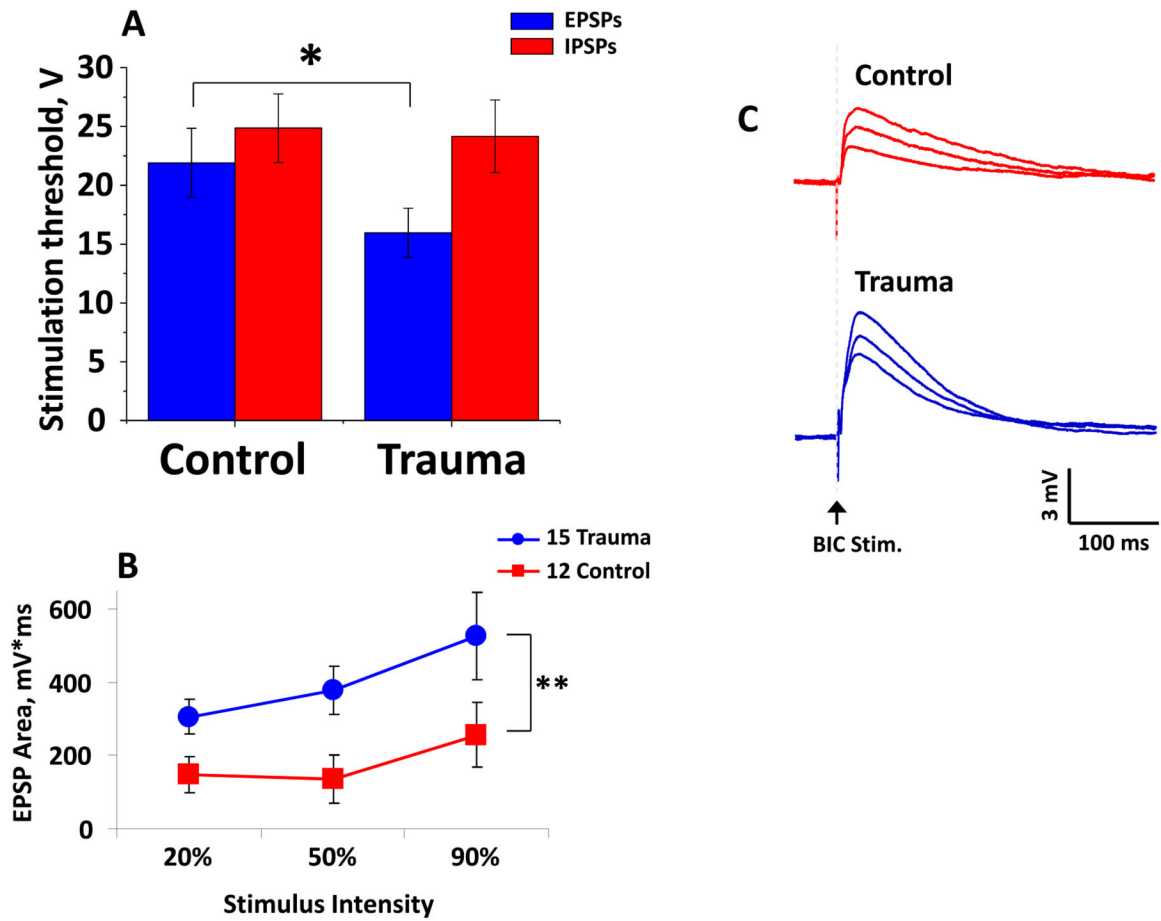 A
EPSPs
IPSPs
*
Stimulation threshold, V
30
25
20
15
10
5
0
Control
Trauma
B
15 Trauma
12 Control
EPSP Area, mV*ms
600
400
200
0
**
20%
50%
90%
Stimulus Intensity
C
Control
Trauma
3 mV
100 ms
BIC Stim.